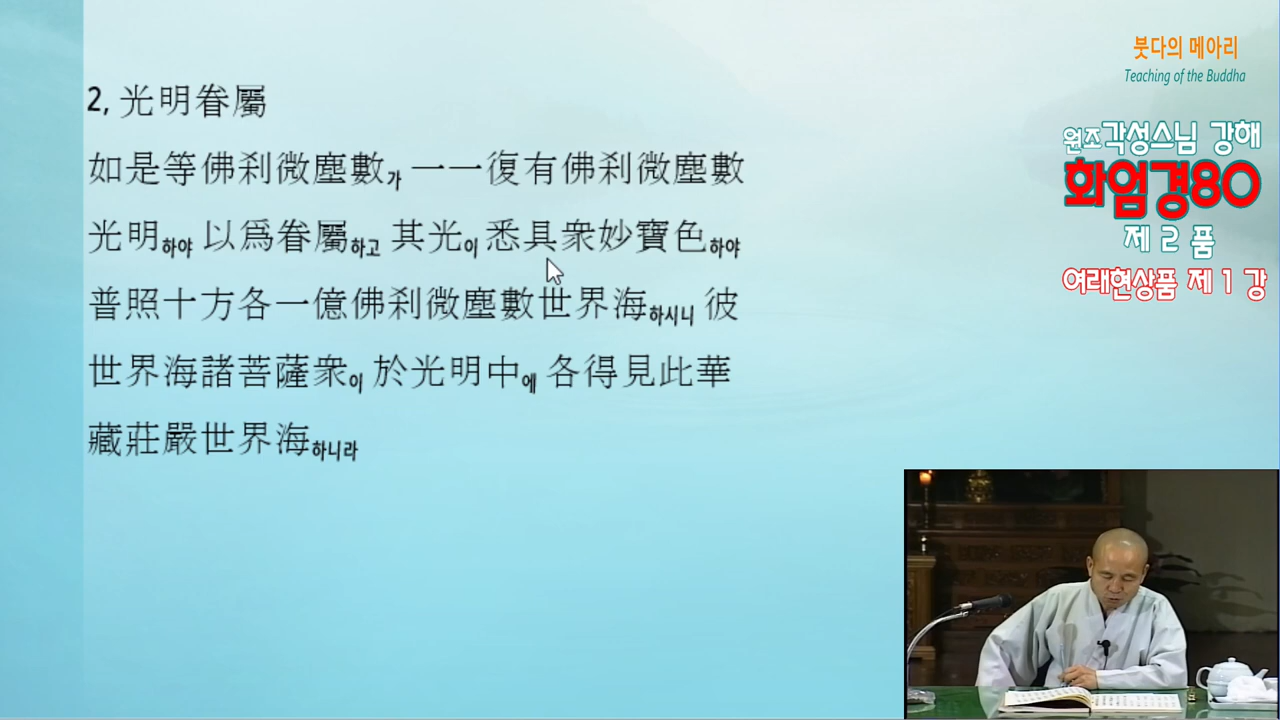 2, 光明眷屬
如是等佛刹微塵數가 一一復有佛刹微塵數
光明하야 以爲眷屬하고 其光이 悉具衆妙寶色하야
普照十方各一億佛刹微塵數世界海하시니 彼
世界海諸菩薩衆이 於光明中에 各得見此華
藏莊嚴世界海하니라
붓다의 메아리
Teaching of the Buddha
원조각성스님 강해
화엄경80
제 2 품
여래현상품 제 1 강